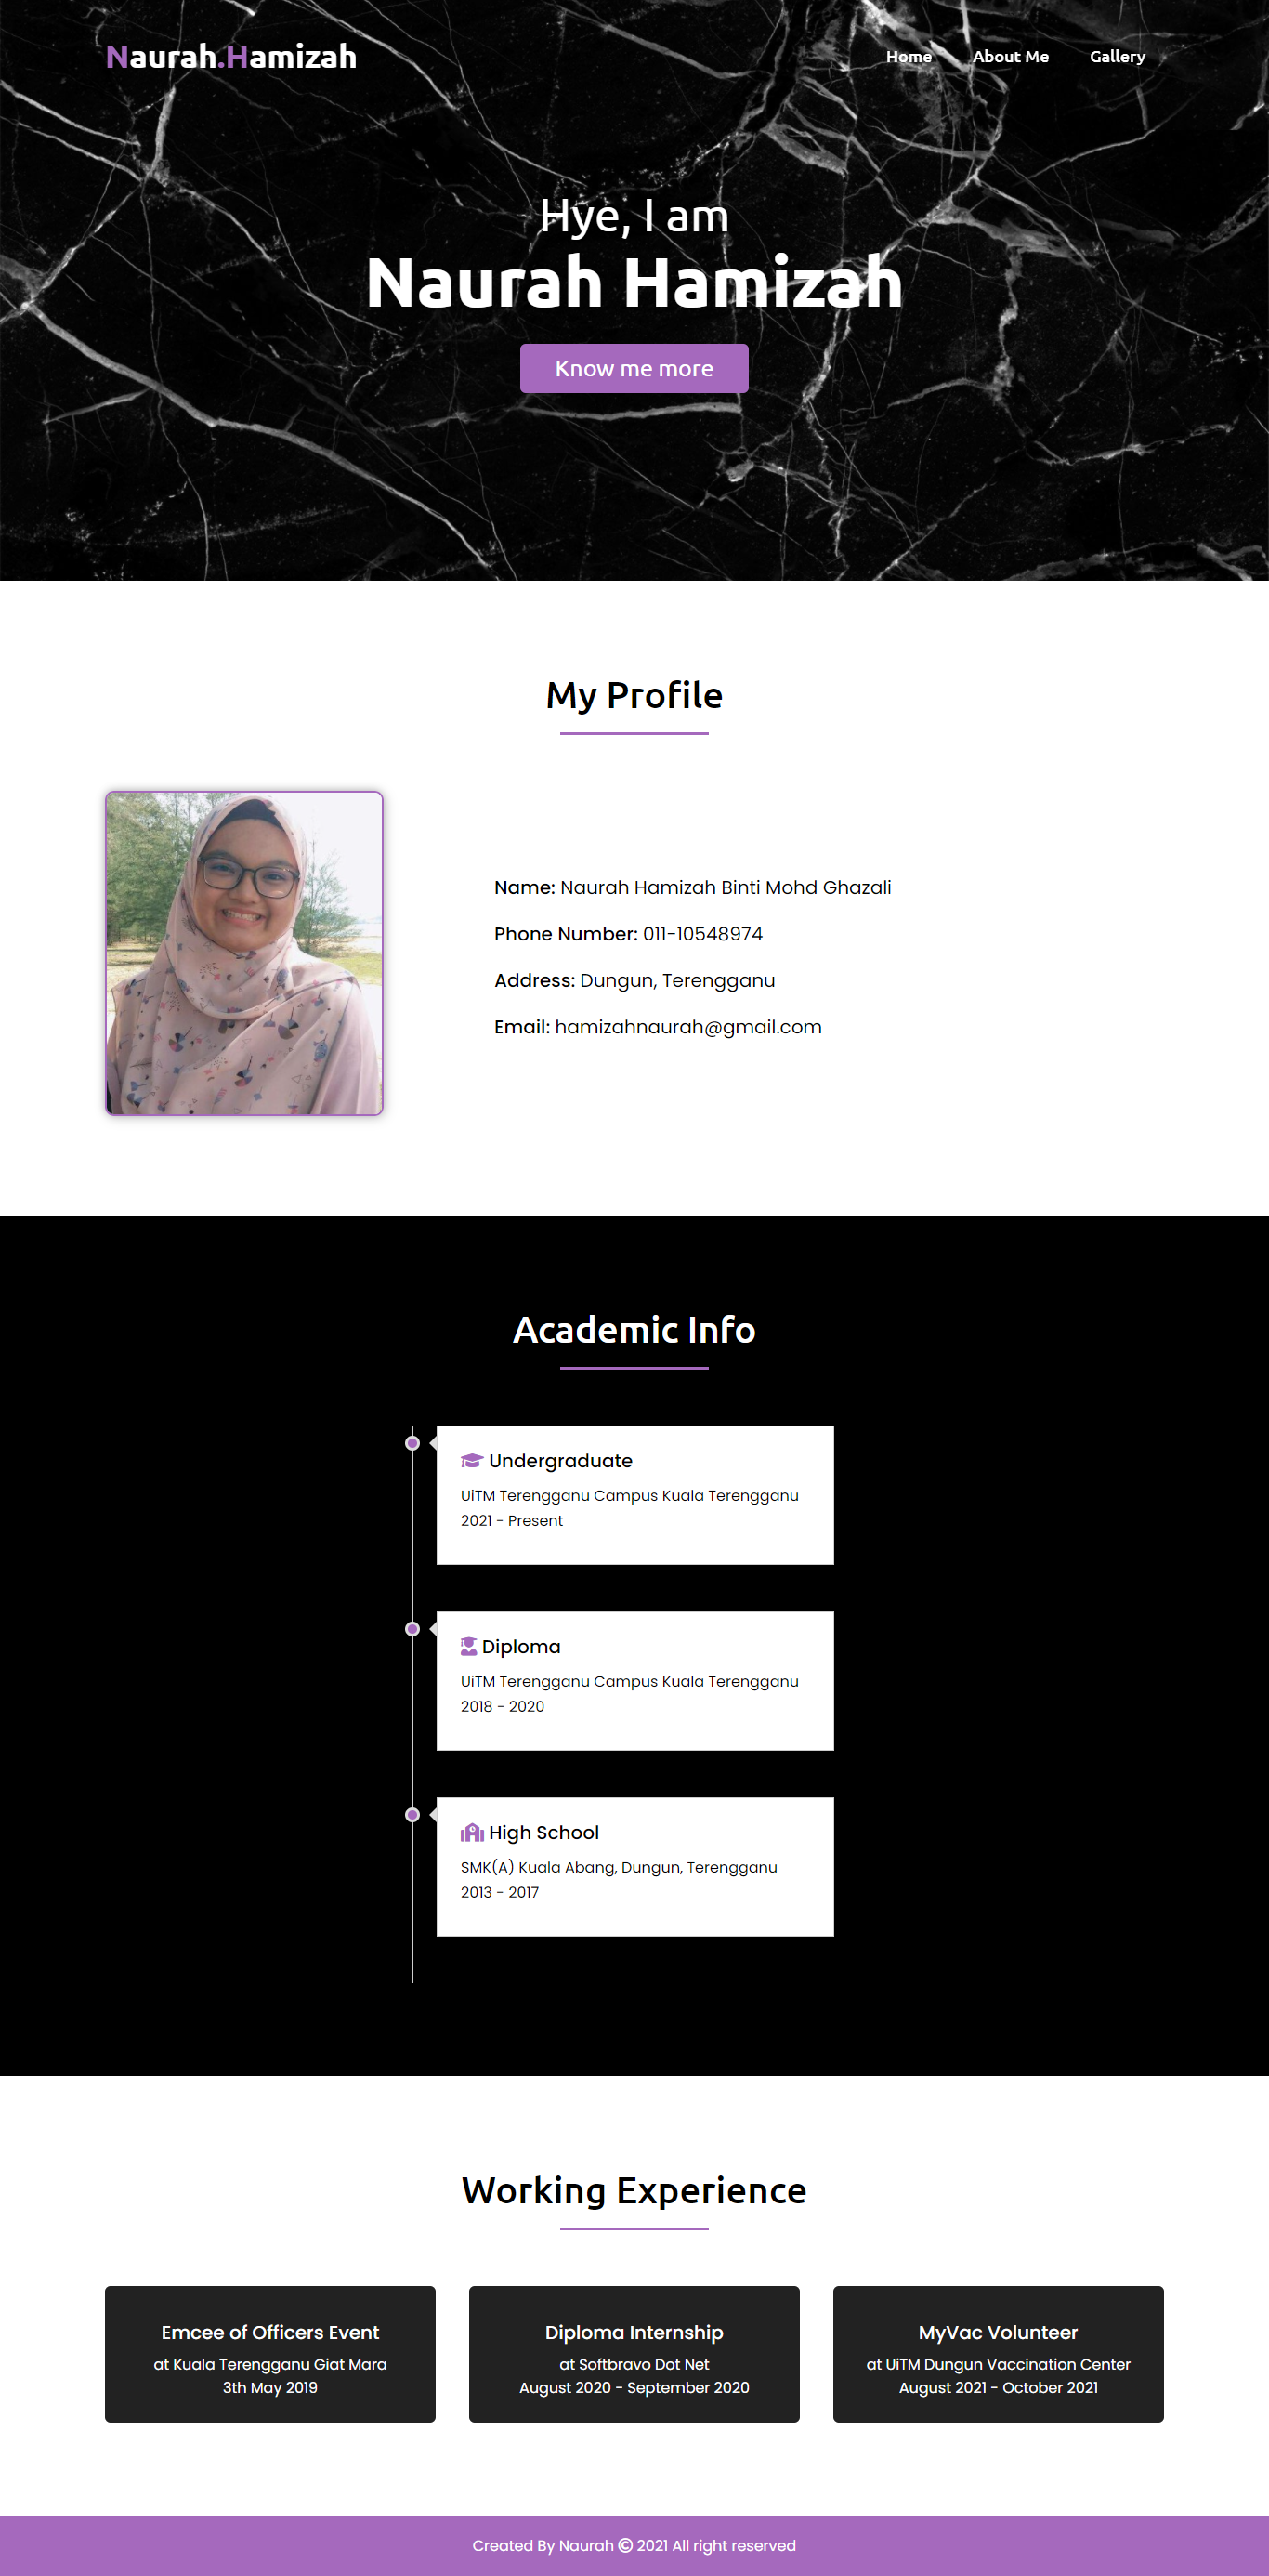 Naurah.Hamizah
Home About Me Gallery
Hye, I am
Naurah Hamizah
Know me more
My Profile
Name: Naurah Hamizah Binti Mohd Ghazali
Phone Number: 011-10548974
Address: Dungun, Terengganu
Email: hamizahnaurah@gmail.com
Academic Info
Undergraduate
UiTM Terengganu Campus Kuala Terengganu
2021 - Present
Diploma
UiTM Terengganu Campus Kuala Terengganu
2018 - 2020
High School
SMK(A) Kuala Abang, Dungun, Terengganu
2013 - 2017
Working Experience
Emcee of Officers Event
at Kuala Terengganu Giat Mara
3th May 2019
Diploma Internship
at Softbravo Dot Net
August 2020 - September 2020
MyVac Volunteer
at UiTM Dungun Vaccination Center
August 2021 - October 2021
Created By Naurah © 2021 All right reserved